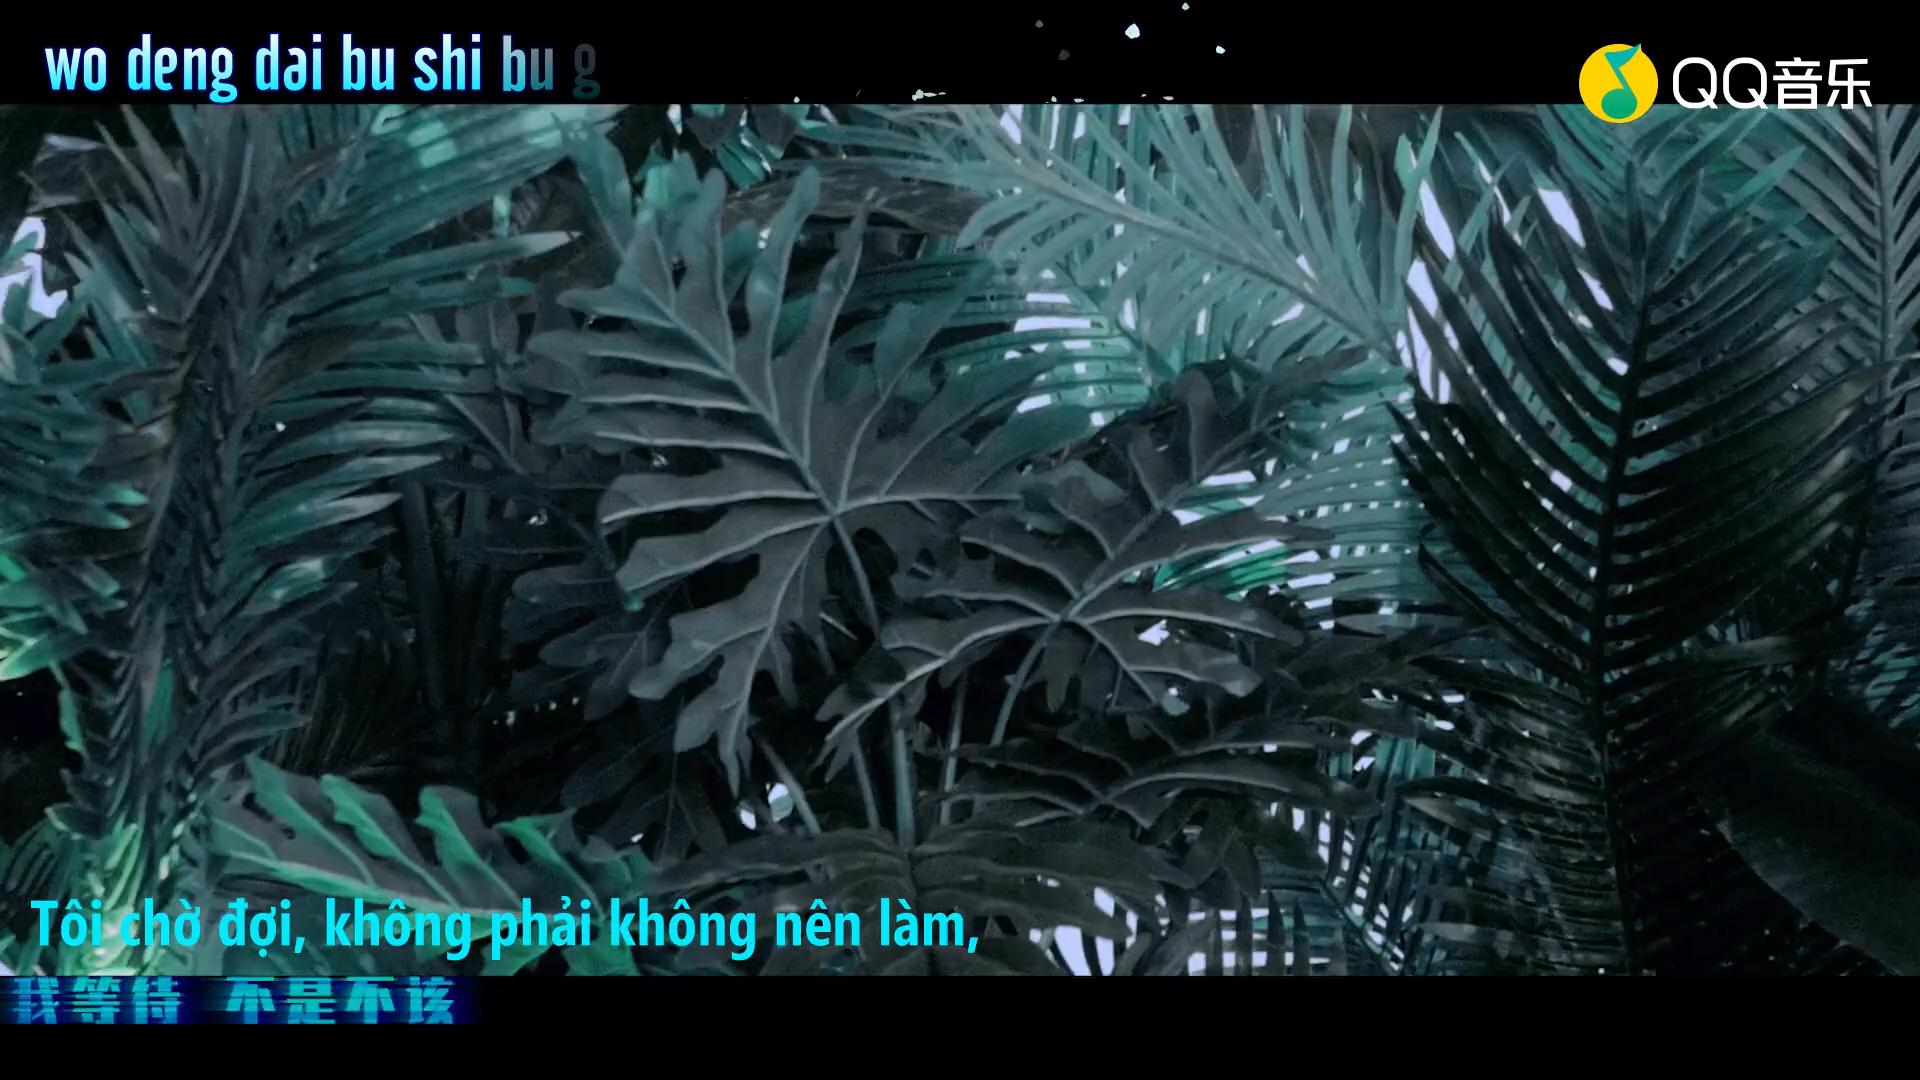 wo deng dai bu shi bu g
QQ音乐
Tôi chờ đợi, không phải không nên làm,
我等待 不是不该